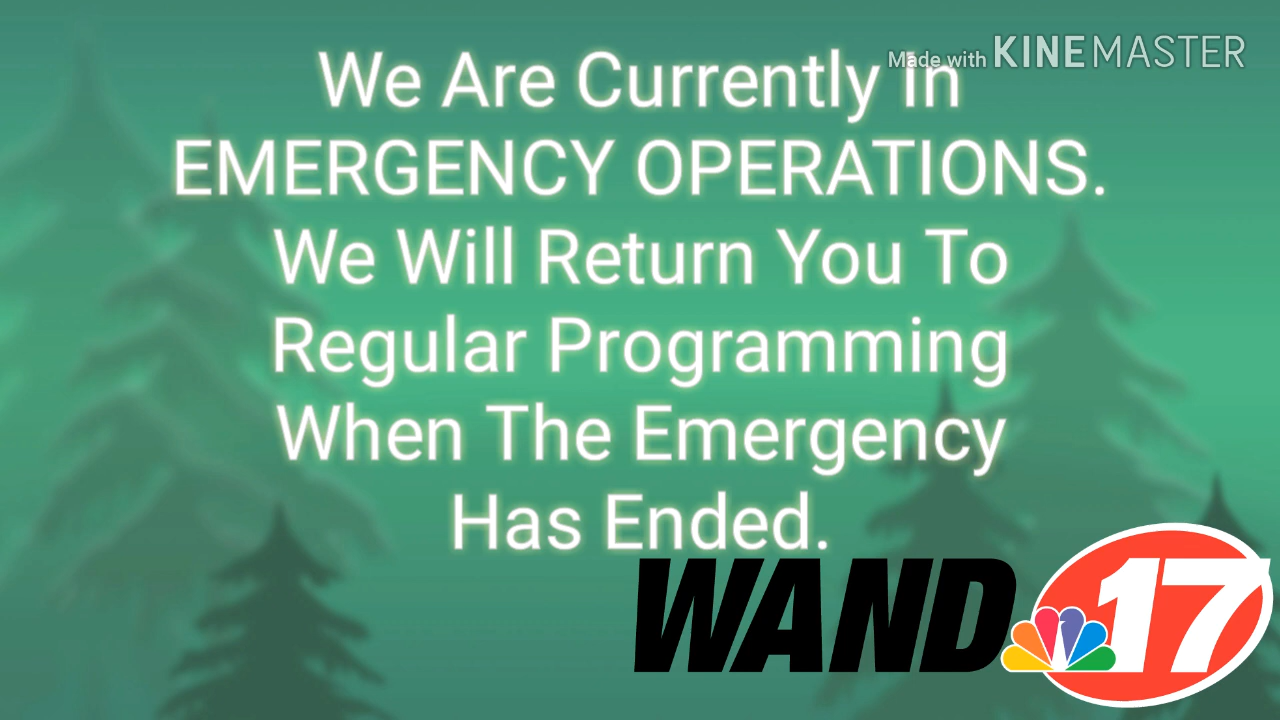 Made with KINEMASTER
We Are Currently In
EMERGENCY OPERATIONS.
We Will Return You To
Regular Programming
When The Emergency
Has Ended.
WAND 17